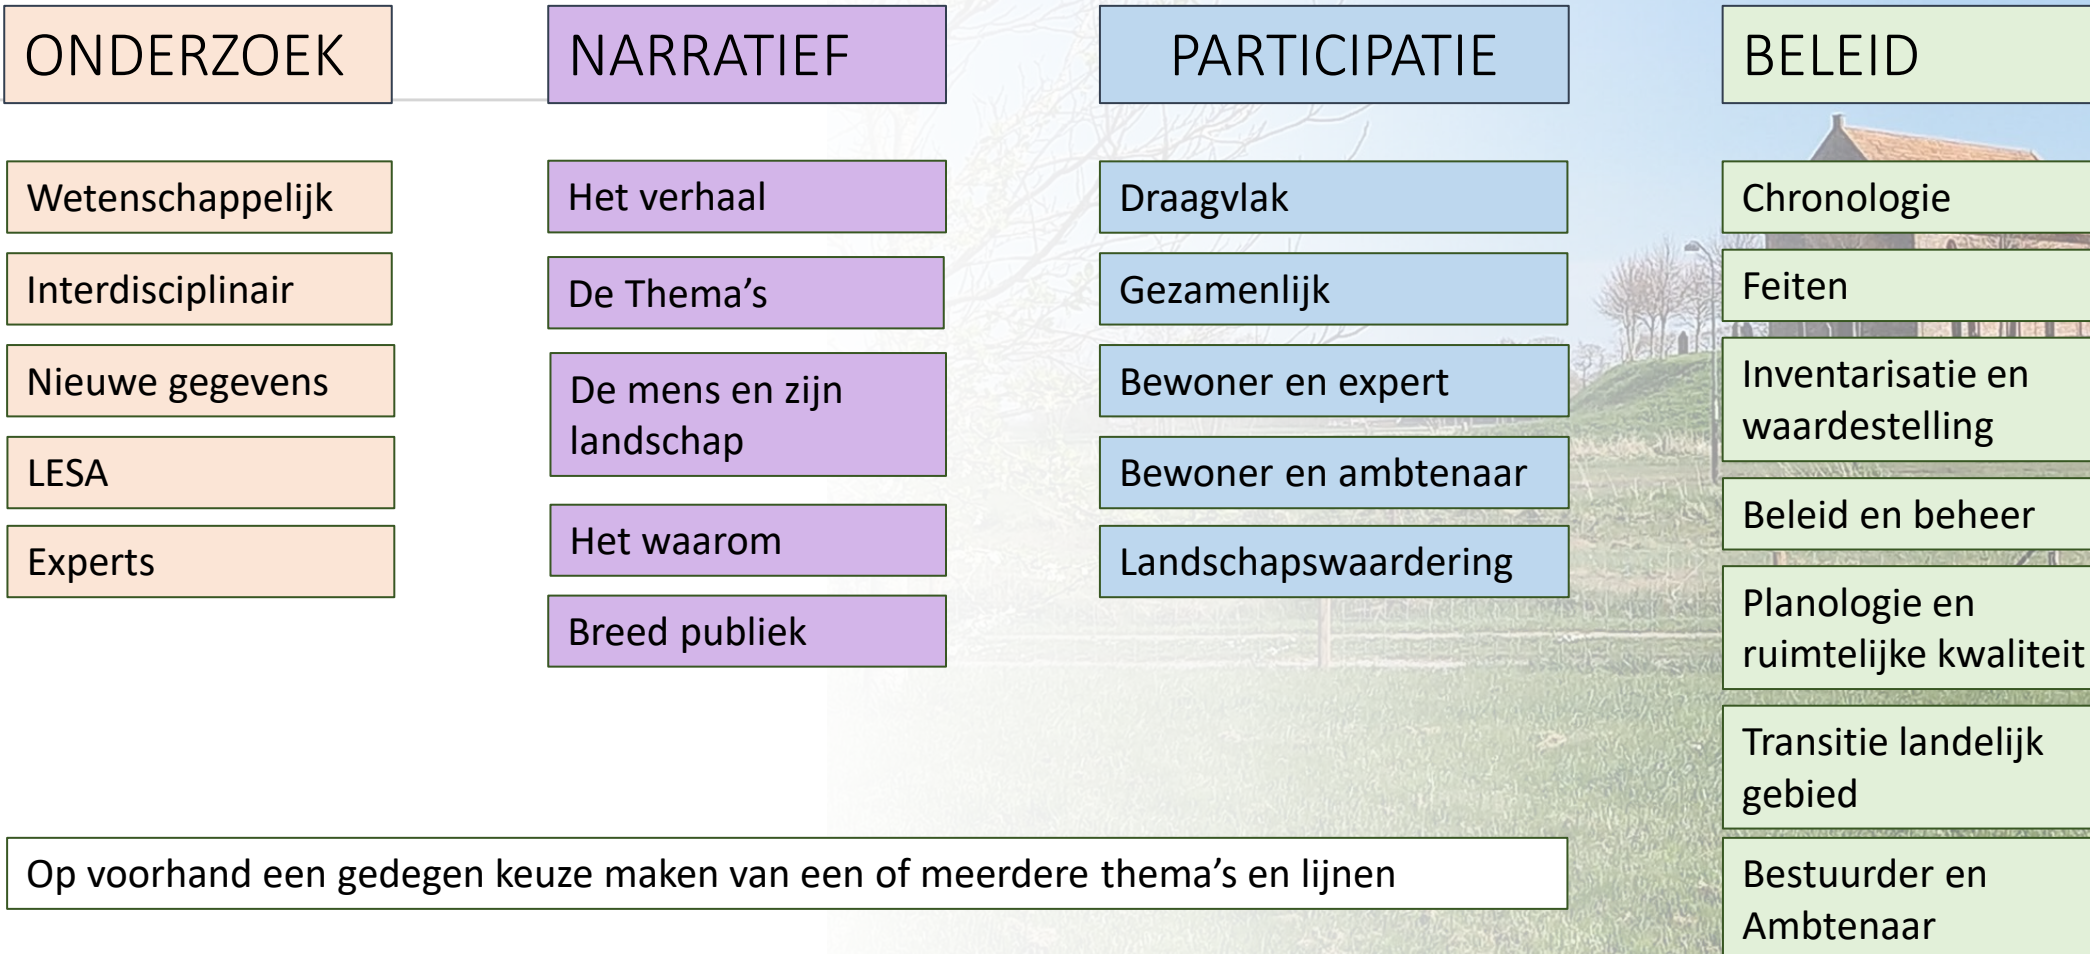 ONDERZOEK
Wetenschappelijk
Interdisciplinair
Nieuwe gegevens
LESA
Experts
NARRATIEF
Het verhaal
De Thema’s
De mens en zijn
landschap
Het waarom
Breed publiek
PARTICIPATIE
Draagvlak
Gezamenlijk
Bewoner en expert
Bewoner en ambtenaar
Landschapswaardering
BELEID
Chronologie
Feiten
Inventarisatie en
waardestelling
Beleid en beheer
Planologie en
ruimtelijke kwaliteit
Transitie landelijk
gebied
Bestuurder en
Ambtenaar
Op voorhand een gedegen keuze maken van een of meerdere thema’s en lijnen